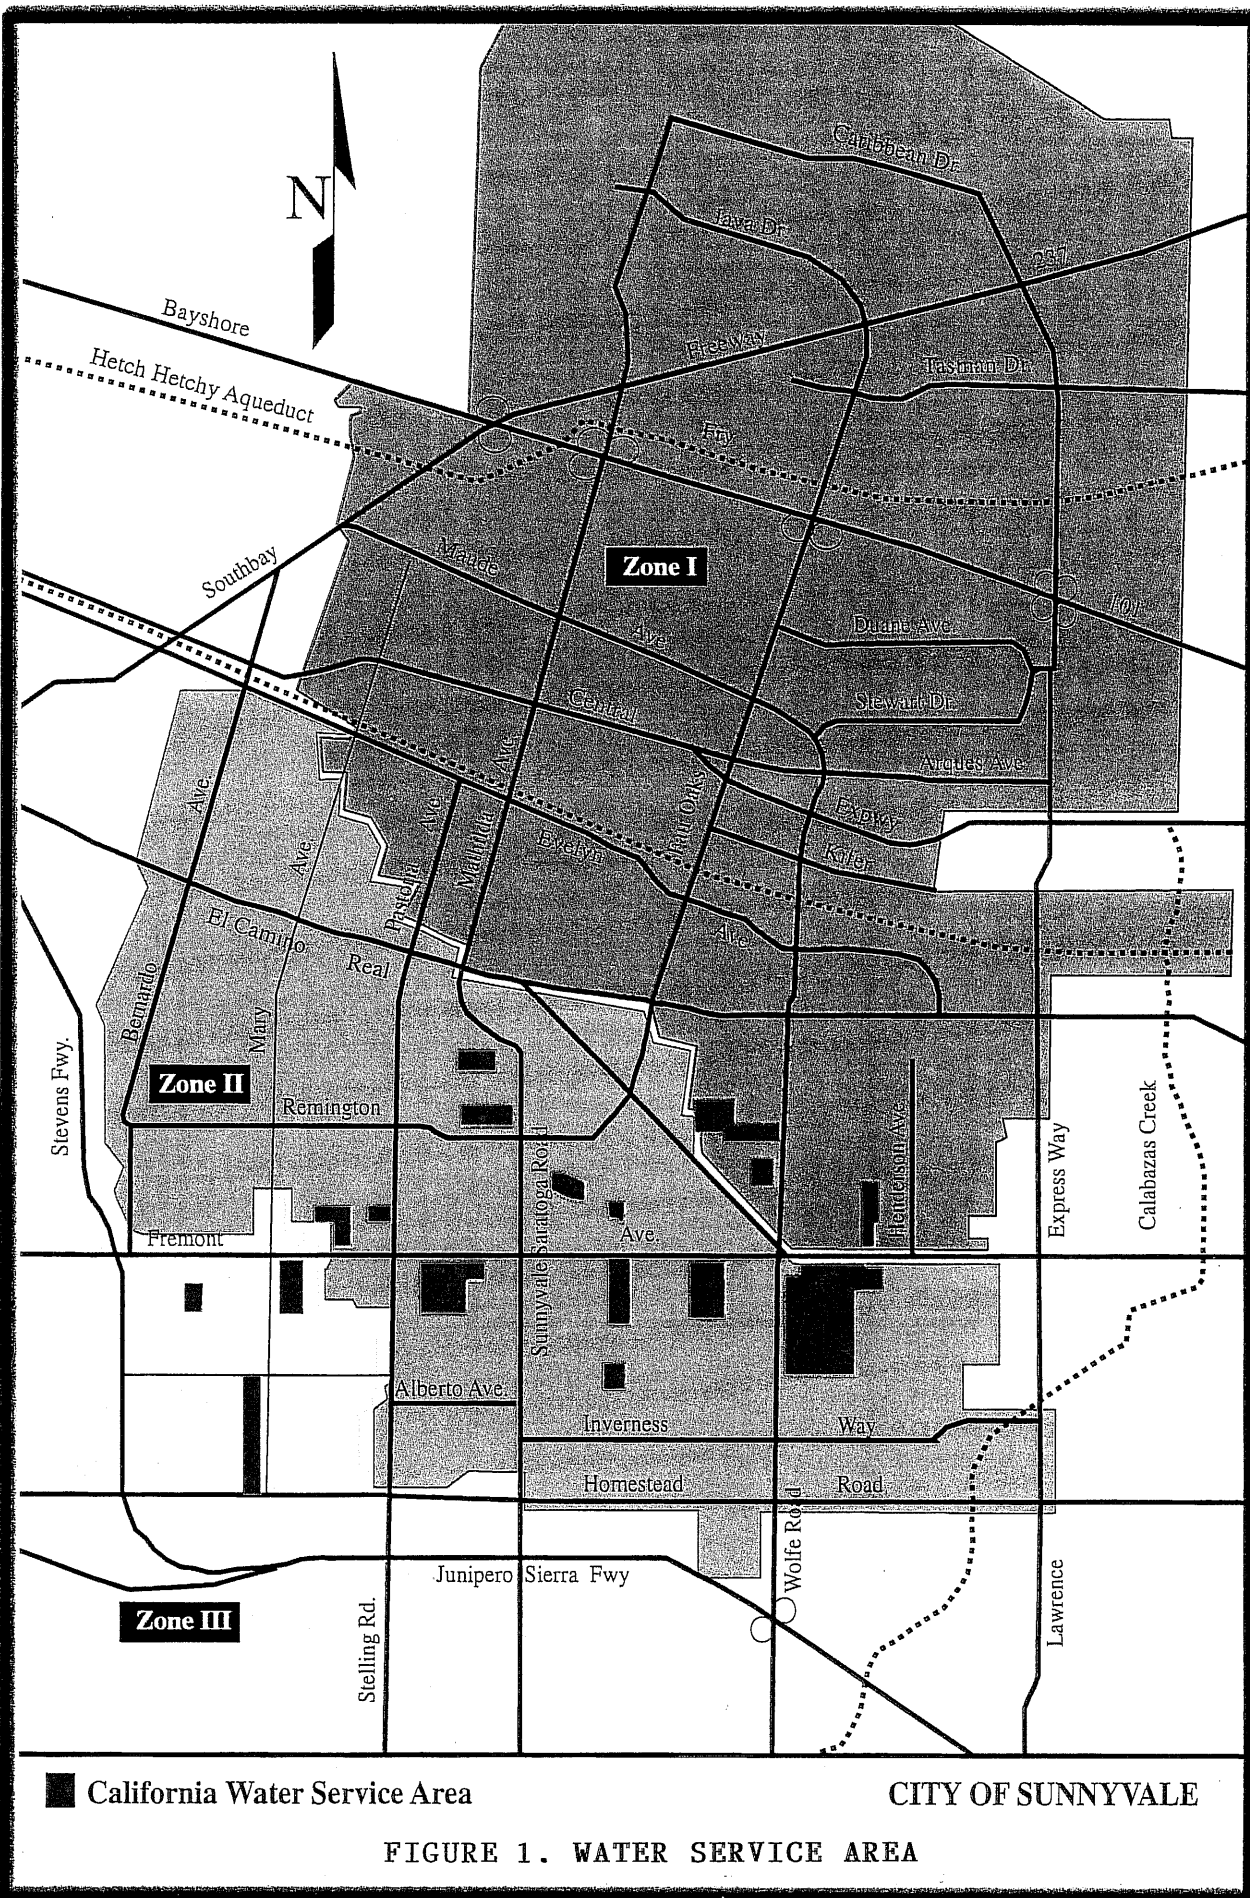 Caribbean Dr.
N
Java Dr.
237
Bayshore
Freeway
Tasman Dr.
Hetch Hetchy Aqueduct
Fry
Southbay
Maude
Zone I
101
Duane Ave.
Ave.
Stewart Dr.
Central
Arques Ave.
Ave.
Ave.
Ave.
Fair Oaks
Expwy.
Mathilda
Evelyn
Kifer
Ave.
Pastoria
El Camino
Real
Ave.
Bernardo
Mary
Stevens Fwy.
Zone II
Remington
Henderson Ave.
Express Way
Calabazas Creek
Sunnyvale Saratoga Road
Fremont
Ave.
Alberto Ave.
Inverness
Way
Homestead
Road
Wolfe Road
Junipero Sierra Fwy
Zone III
Stelling Rd.
Lawrence
California Water Service Area
CITY OF SUNNYVALE
FIGURE 1. WATER SERVICE AREA